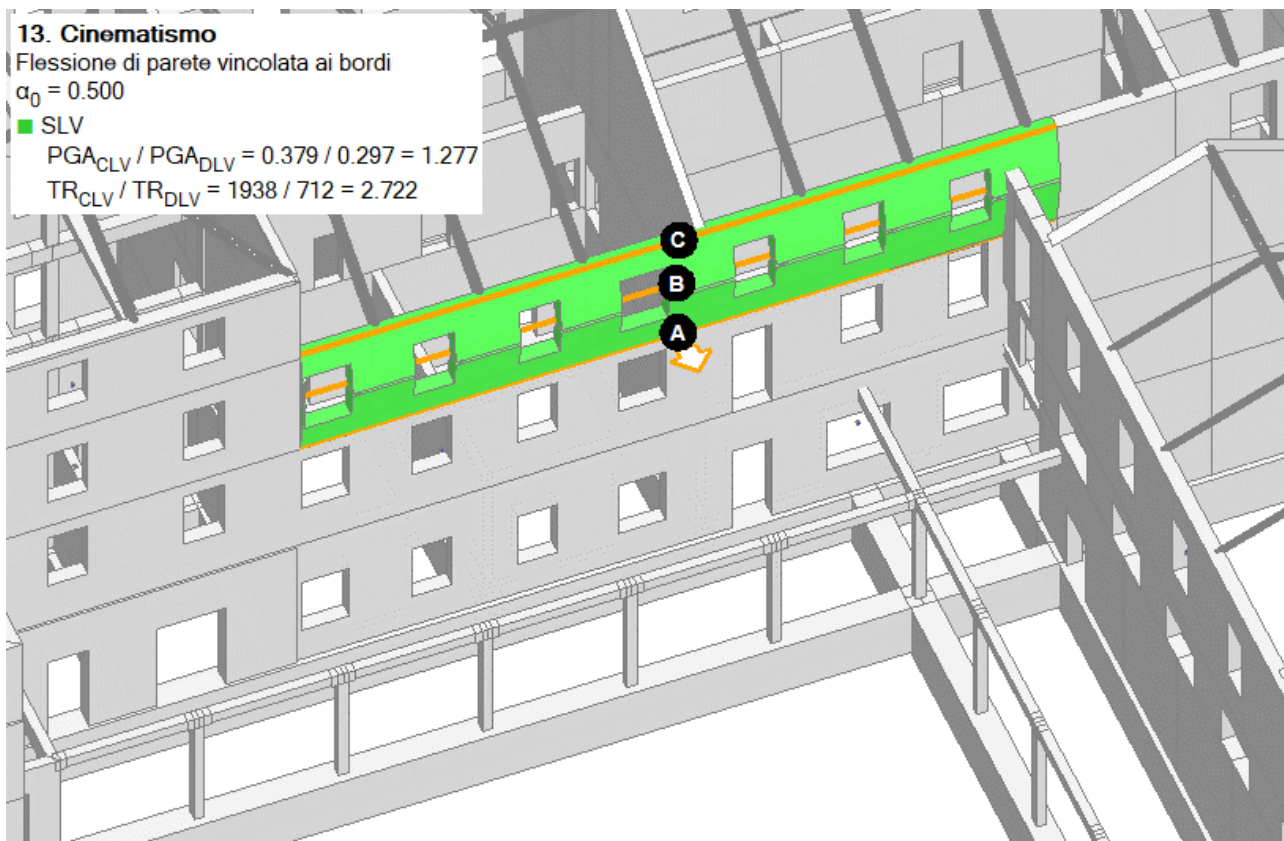 13. Cinematismo
Flessione di parete vincolata ai bordi
α0 = 0.500
SLV
PGACLV / PGADLV = 0.379 / 0.297 = 1.277
TRCLV / TRDLV = 1938 / 712 = 2.722
C
B
A